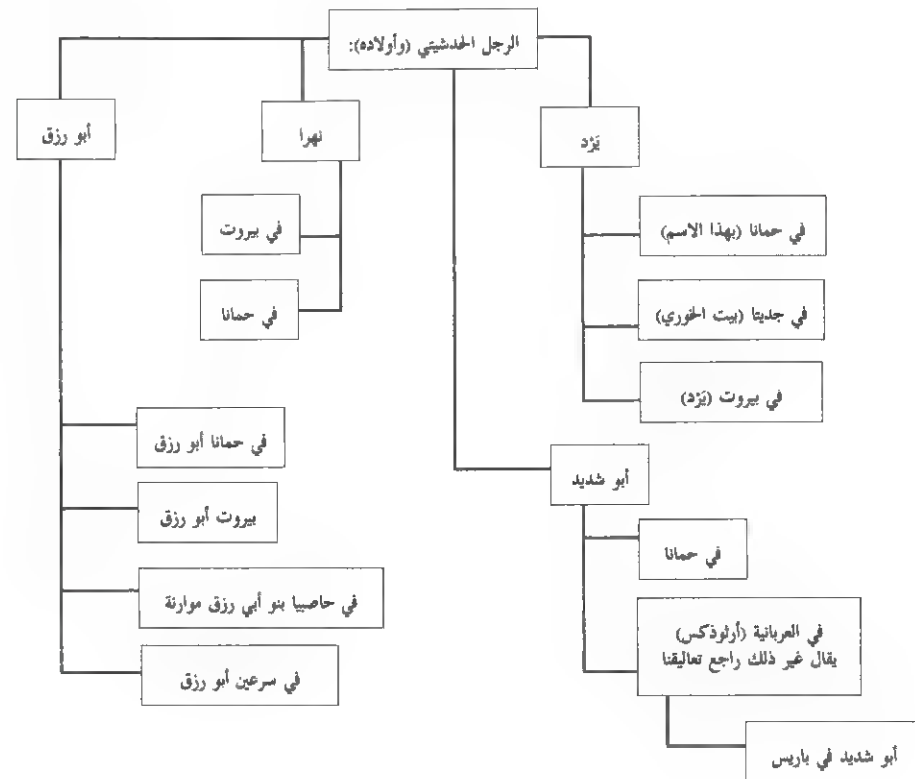 الرجل الحدشيتي (وأولاده):
يَزْد
في حمانا (بهذا الاسم)
في جديتا (بيت الخوري)
في بيروت (يَزْد)
أبو شديد
في حمانا
في العربانية (أرثوذكس)
يقال غير ذلك راجع تعاليقنا
أبو شديد في باريس
نهرا
في بيروت
في حمانا
أبو رزق
في حمانا أبو رزق
بيروت أبو رزق
في حاصبيا بنو أبي رزق موارنة
في سرعين أبو رزق